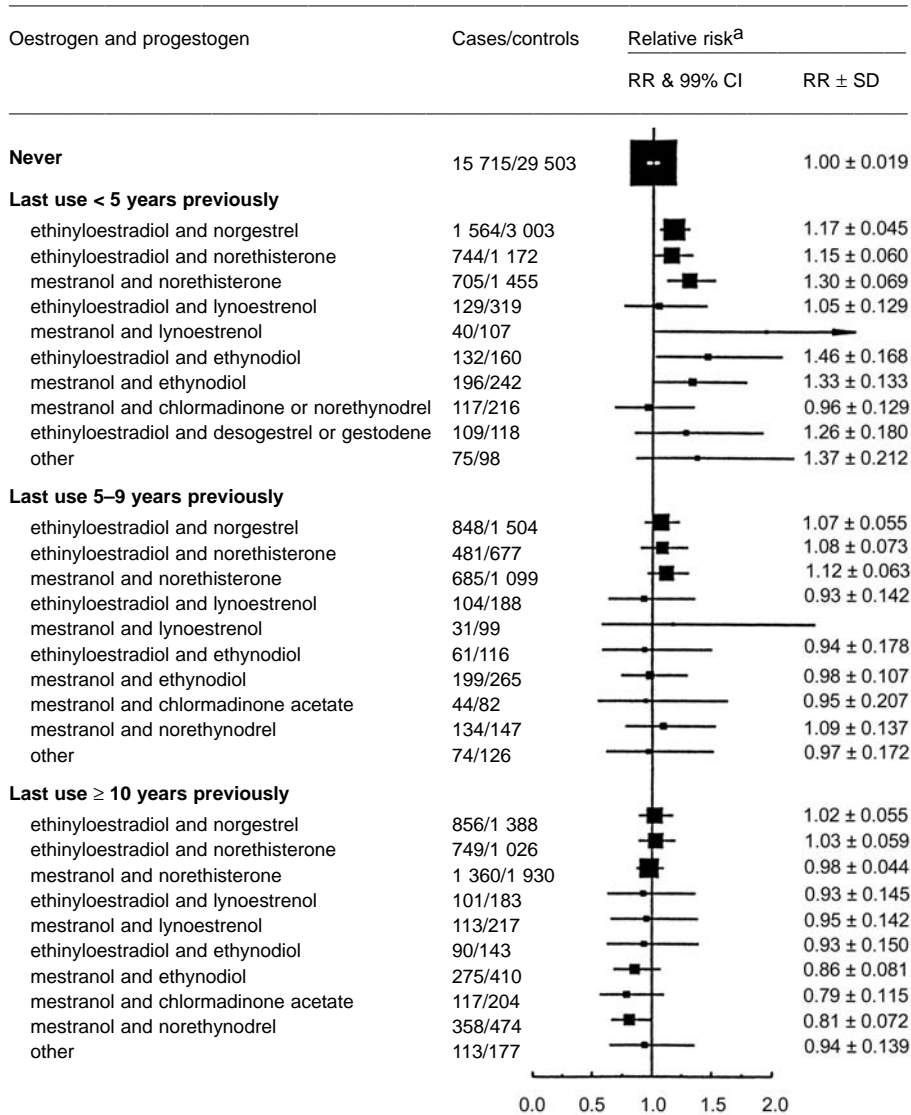 Oestrogen and progestogen Cases/controls Relative risk^a
RR & 99% CI RR ± SD
Never 15 715/29 503 1.00 ± 0.019
Last use < 5 years previously
ethinyloestradiol and norgestrel 1 564/3 003 1.17 ± 0.045
ethinyloestradiol and norethisterone 744/1 172 1.15 ± 0.060
mestranol and norethisterone 705/1 455 1.30 ± 0.069
ethinyloestradiol and lynoestrenol 129/319 1.05 ± 0.129
mestranol and lynoestrenol 40/107
ethinyloestradiol and ethynodiol 132/160 1.46 ± 0.168
mestranol and ethynodiol 196/242 1.33 ± 0.133
mestranol and chlormadinone or norethynodrel 117/216 0.96 ± 0.129
ethinyloestradiol and desogestrel or gestodene 109/118 1.26 ± 0.180
other 75/98 1.37 ± 0.212
Last use 5–9 years previously
ethinyloestradiol and norgestrel 848/1 504 1.07 ± 0.055
ethinyloestradiol and norethisterone 481/677 1.08 ± 0.073
mestranol and norethisterone 685/1 099 1.12 ± 0.063
ethinyloestradiol and lynoestrenol 104/188 0.93 ± 0.142
mestranol and lynoestrenol 31/99
ethinyloestradiol and ethynodiol 61/116 0.94 ± 0.178
mestranol and ethynodiol 199/265 0.98 ± 0.107
mestranol and chlormadinone acetate 44/82 0.95 ± 0.207
mestranol and norethynodrel 134/147 1.09 ± 0.137
other 74/126 0.97 ± 0.172
Last use ≥ 10 years previously
ethinyloestradiol and norgestrel 856/1 388 1.02 ± 0.055
ethinyloestradiol and norethisterone 749/1 026 1.03 ± 0.059
mestranol and norethisterone 1 360/1 930 0.98 ± 0.044
ethinyloestradiol and lynoestrenol 101/183 0.93 ± 0.145
mestranol and lynoestrenol 113/217 0.95 ± 0.142
ethinyloestradiol and ethynodiol 90/143 0.93 ± 0.150
mestranol and ethynodiol 275/410 0.86 ± 0.081
mestranol and chlormadinone acetate 117/204 0.79 ± 0.115
mestranol and norethynodrel 358/474 0.81 ± 0.072
other 113/177 0.94 ± 0.139
0.0 0.5 1.0 1.5 2.0